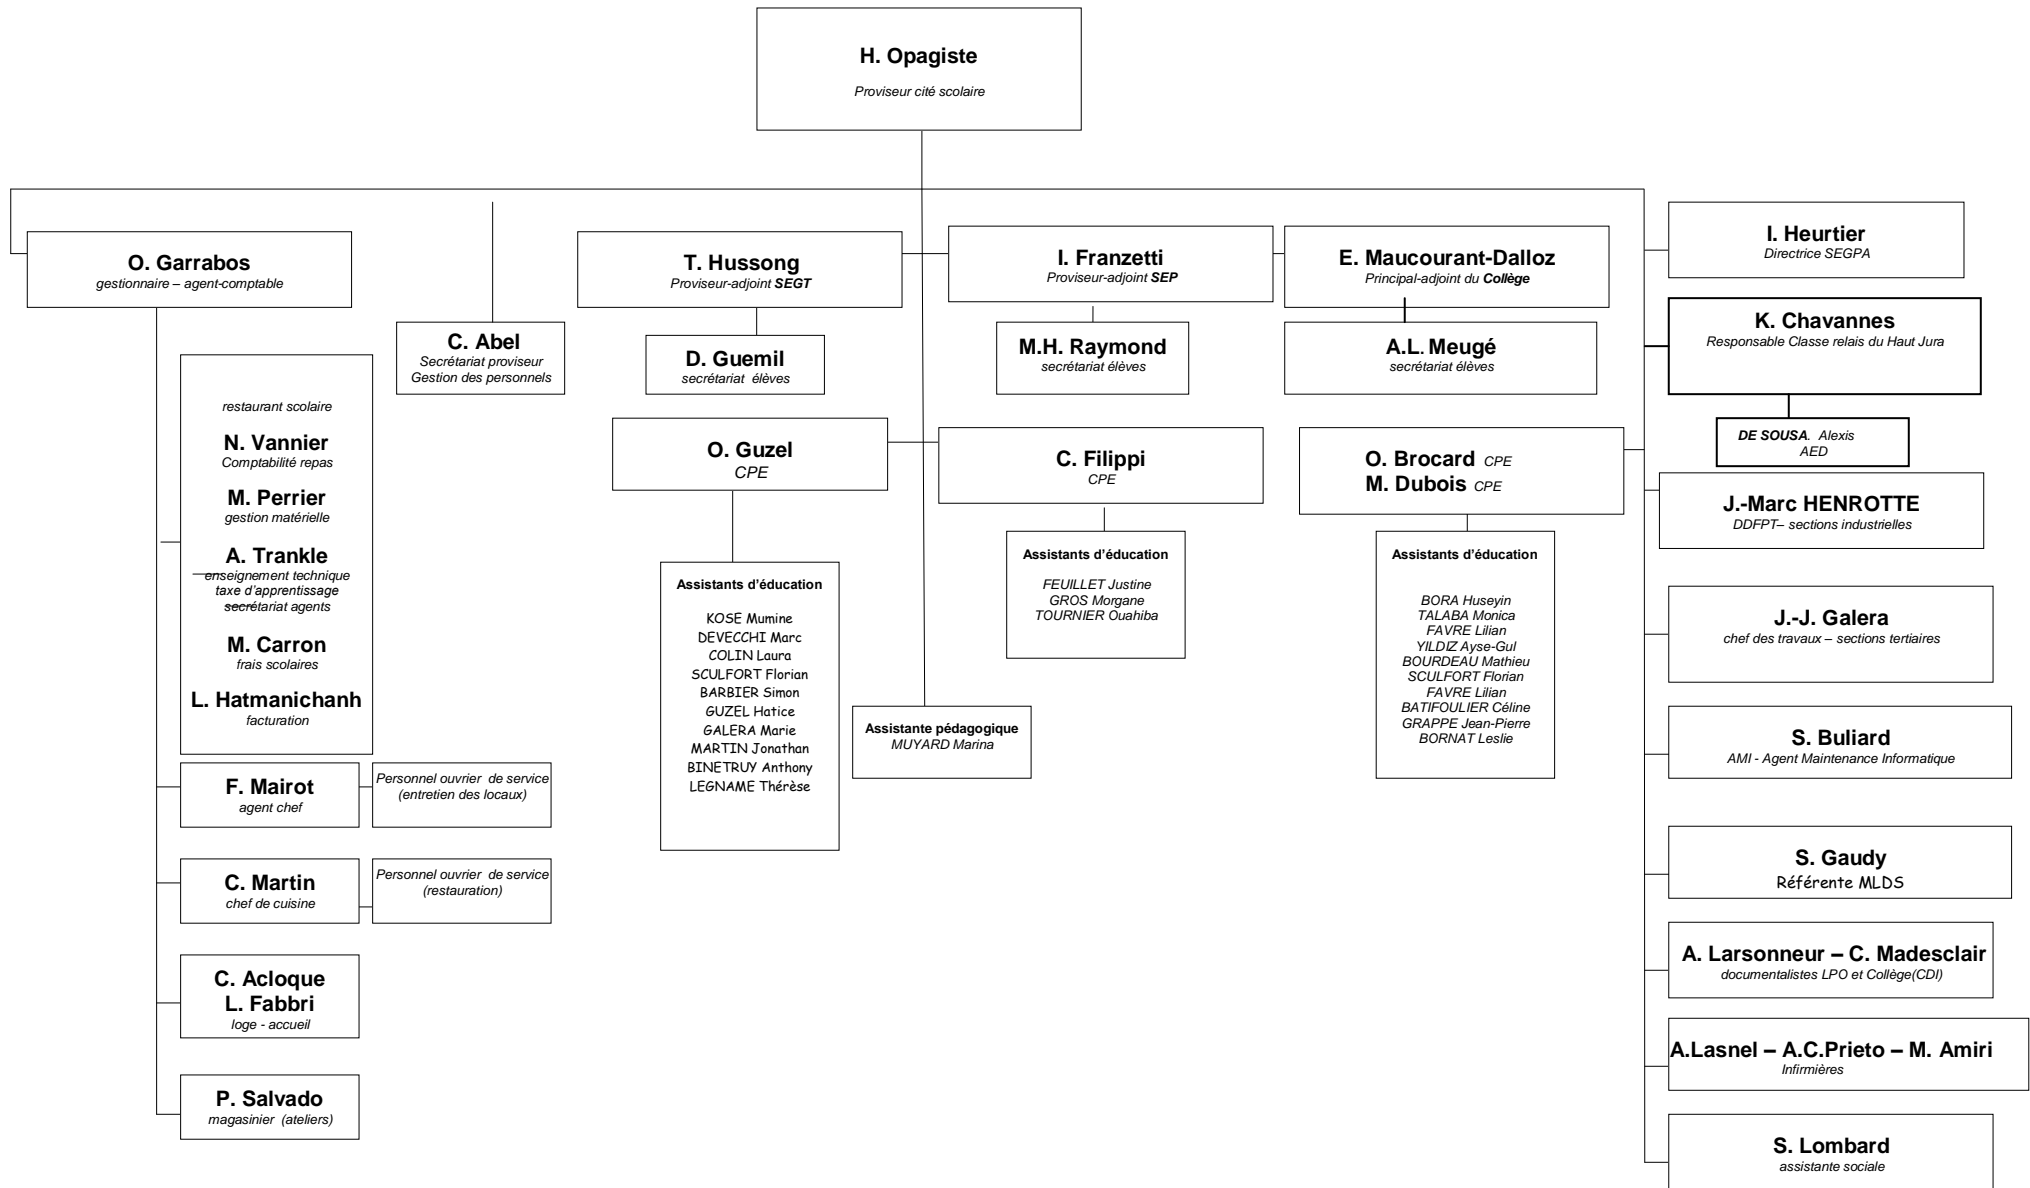 H. Opagiste
Proviseur cité scolaire
O. Garrabos
gestionnaire – agent-comptable
T. Hussong
Proviseur-adjoint SEGT
I. Franzetti
Proviseur-adjoint SEP
E. Maucourant-Dalloz
Principal-adjoint du Collège
I. Heurtier
Directrice SEGPA
C. Abel
Secrétariat proviseur
Gestion des personnels
D. Guemil
secrétariat élèves
M.H. Raymond
secrétariat élèves
A.L. Meugé
secrétariat élèves
K. Chavannes
Responsable Classe relais du Haut Jura
DE SOUSA. Alexis
AED
restaurant scolaire
N. Vannier
Comptabilité repas
M. Perrier
gestion matérielle
A. Trankle
enseignement technique
taxe d'apprentissage
secrétariat agents
M. Carron
frais scolaires
L. Hatmanichanh
facturation
O. Guzel
CPE
C. Filippi
CPE
O. Brocard CPE
M. Dubois CPE
J.-Marc HENROTTE
DDFPT– sections industrielles
Assistants d'éducation
KOSE Mumine
DEVECCHI Marc
COLIN Laura
SCULFORT Florian
BARBIER Simon
GUZEL Hatice
GALERA Marie
MARTIN Jonathan
BINETRUY Anthony
LEGNAME Thérèse
Assistants d'éducation
FEUILLET Justine
GROS Morgane
TOURNIER Ouahiba
Assistante pédagogique
MUYARD Marina
Assistants d'éducation
BORA Huseyin
TALABA Monica
FAVRE Lilian
YILDIZ Ayse-Gul
BOURDEAU Mathieu
SCULFORT Florian
FAVRE Lilian
BATIFOULIER Céline
GRAPPE Jean-Pierre
BORNAT Leslie
J.-J. Galera
chef des travaux – sections tertiaires
S. Buliard
AMI - Agent Maintenance Informatique
F. Mairot
agent chef
Personnel ouvrier de service
(entretien des locaux)
C. Martin
chef de cuisine
Personnel ouvrier de service
(restauration)
S. Gaudy
Référente MLDS
C. Acloque
L. Fabbri
loge - accueil
A. Larsonneur – C. Madesclair
documentalistes LPO et Collège(CDI)
A.Lasnel – A.C.Prieto – M. Amiri
Infirmières
P. Salvado
magasinier (ateliers)
S. Lombard
assistante sociale